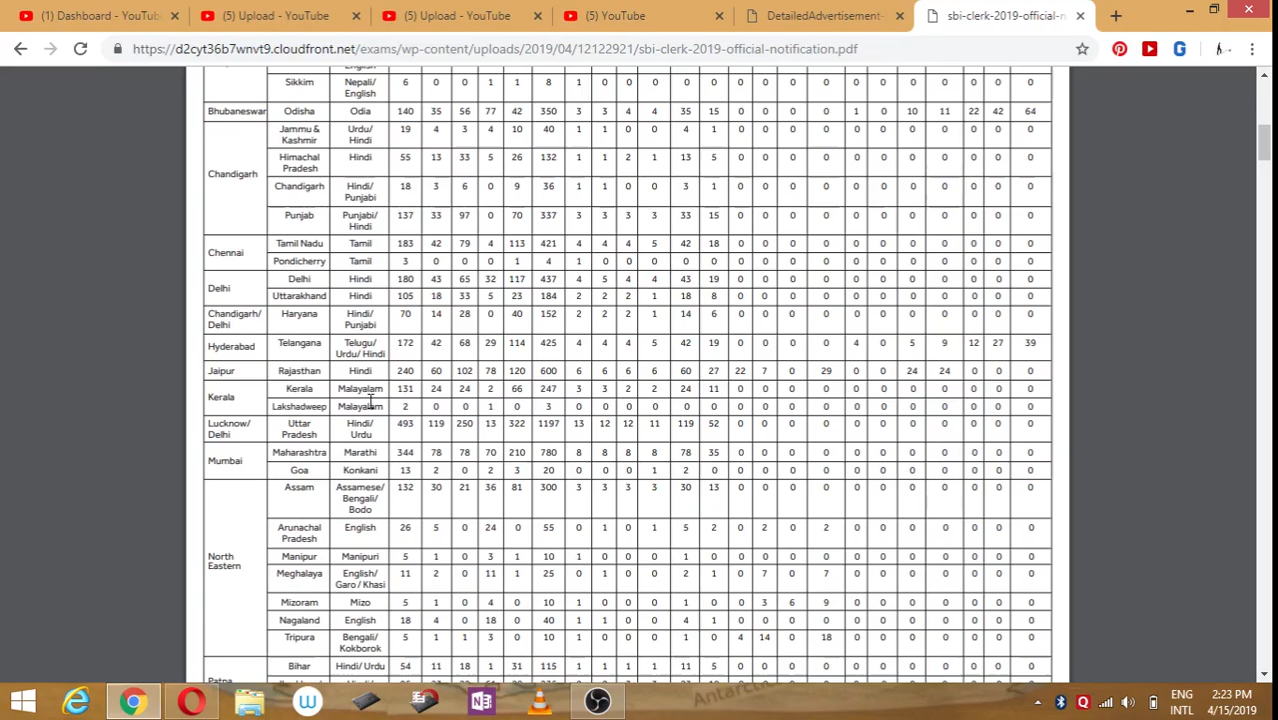 (1) Dashboard - YouTube
(5) Upload - YouTube
(5) Upload - YouTube
(5) YouTube
DetailedAdvertisement-
sbi-clerk-2019-official-n
https://d2cyt36b7wnvt9.cloudfront.net/exams/wp-content/uploads/2019/04/12122921/sbi-clerk-2019-official-notification.pdf
English
Sikkim Nepali/ English 6 0 0 1 1 8 1 0 0 0 0 0 0 0 0 0 0 0 0 0 0 0 0
Bhubaneswar Odisha Odia 140 35 56 77 42 350 3 3 4 4 35 15 0 0 0 0 1 0 10 11 22 42 64
Chandigarh
Jammu & Kashmir Urdu/ Hindi 19 4 3 4 10 40 1 1 0 0 4 1 0 0 0 0 0 0 0 0 0 0 0
Himachal Pradesh Hindi 55 13 33 5 26 132 1 1 2 1 13 5 0 0 0 0 0 0 0 0 0 0 0
Chandigarh Hindi/ Punjabi 18 3 6 0 9 36 1 1 0 0 3 1 0 0 0 0 0 0 0 0 0 0 0
Punjab Punjabi/ Hindi 137 33 97 0 70 337 3 3 3 3 33 15 0 0 0 0 0 0 0 0 0 0 0
Chennai
Tamil Nadu Tamil 183 42 79 4 113 421 4 4 4 5 42 18 0 0 0 0 0 0 0 0 0 0 0
Pondicherry Tamil 3 0 0 0 1 4 1 0 0 0 0 0 0 0 0 0 0 0 0 0 0 0 0
Delhi
Delhi Hindi 180 43 65 32 117 437 4 5 4 4 43 19 0 0 0 0 0 0 0 0 0 0 0
Uttarakhand Hindi 105 18 33 5 23 184 2 2 2 1 18 8 0 0 0 0 0 0 0 0 0 0 0
Chandigarh/ Delhi Haryana Hindi/ Punjabi 70 14 28 0 40 152 2 2 2 1 14 6 0 0 0 0 0 0 0 0 0 0 0
Hyderabad Telangana Telugu/ Urdu/ Hindi 172 42 68 29 114 425 4 4 4 5 42 19 0 0 0 0 4 0 5 9 12 27 39
Jaipur Rajasthan Hindi 240 60 102 78 120 600 6 6 6 6 60 27 22 7 0 29 0 0 24 24 0 0 0
Kerala
Kerala Malayalam 131 24 24 2 66 247 3 3 2 2 24 11 0 0 0 0 0 0 0 0 0 0 0
Lakshadweep Malayalam 2 0 0 1 0 3 0 0 0 0 0 0 0 0 0 0 0 0 0 0 0 0 0
Lucknow/ Delhi Uttar Pradesh Hindi/ Urdu 493 119 250 13 322 1197 13 12 12 11 119 52 0 0 0 0 0 0 0 0 0 0 0
Mumbai
Maharashtra Marathi 344 78 78 70 210 780 8 8 8 8 78 35 0 0 0 0 0 0 0 0 0 0 0
Goa Konkani 13 2 0 2 3 20 0 0 0 1 2 0 0 0 0 0 0 0 0 0 0 0 0
North Eastern
Assam Assamese/ Bengali/ Bodo 132 30 21 36 81 300 3 3 3 3 30 13 0 0 0 0 0 0 0 0 0 0 0
Arunachal Pradesh English 26 5 0 24 0 55 0 1 0 1 5 2 0 2 0 2 0 0 0 0 0 0 0
Manipur Manipuri 5 1 0 3 1 10 1 0 0 0 1 0 0 0 0 0 0 0 0 0 0 0 0
Meghalaya English/ Garo / Khasi 11 2 0 11 1 25 0 1 0 0 2 1 0 7 0 7 0 0 0 0 0 0 0
Mizoram Mizo 5 1 0 4 0 10 1 0 0 0 1 0 0 3 6 9 0 0 0 0 0 0 0
Nagaland English 18 4 0 18 0 40 0 1 0 0 4 1 0 0 0 0 0 0 0 0 0 0 0
Tripura Bengali/ Kokborok 5 1 1 3 0 10 1 0 0 0 1 0 4 14 0 18 0 0 0 0 0 0 0
Patna
Bihar Hindi/ Urdu 54 11 18 1 31 115 1 1 1 1 11 5 0 0 0 0 0 0 0 0 0 0 0
ENG
INTL
2:23 PM
4/15/2019